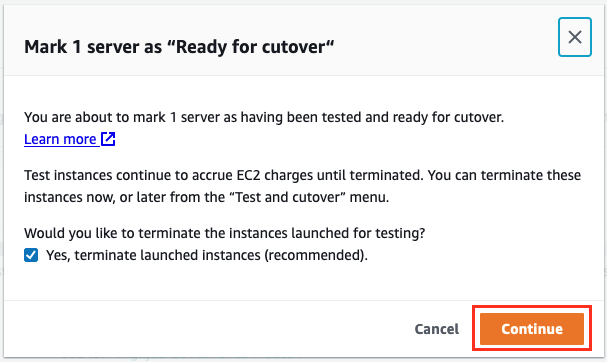 Mark 1 server as “Ready for cutover“
You are about to mark 1 server as having been tested and ready for cutover.
Learn more
Test instances continue to accrue EC2 charges until terminated. You can terminate these
instances now, or later from the “Test and cutover” menu.
Would you like to terminate the instances launched for testing?
Yes, terminate launched instances (recommended).
Cancel
Continue